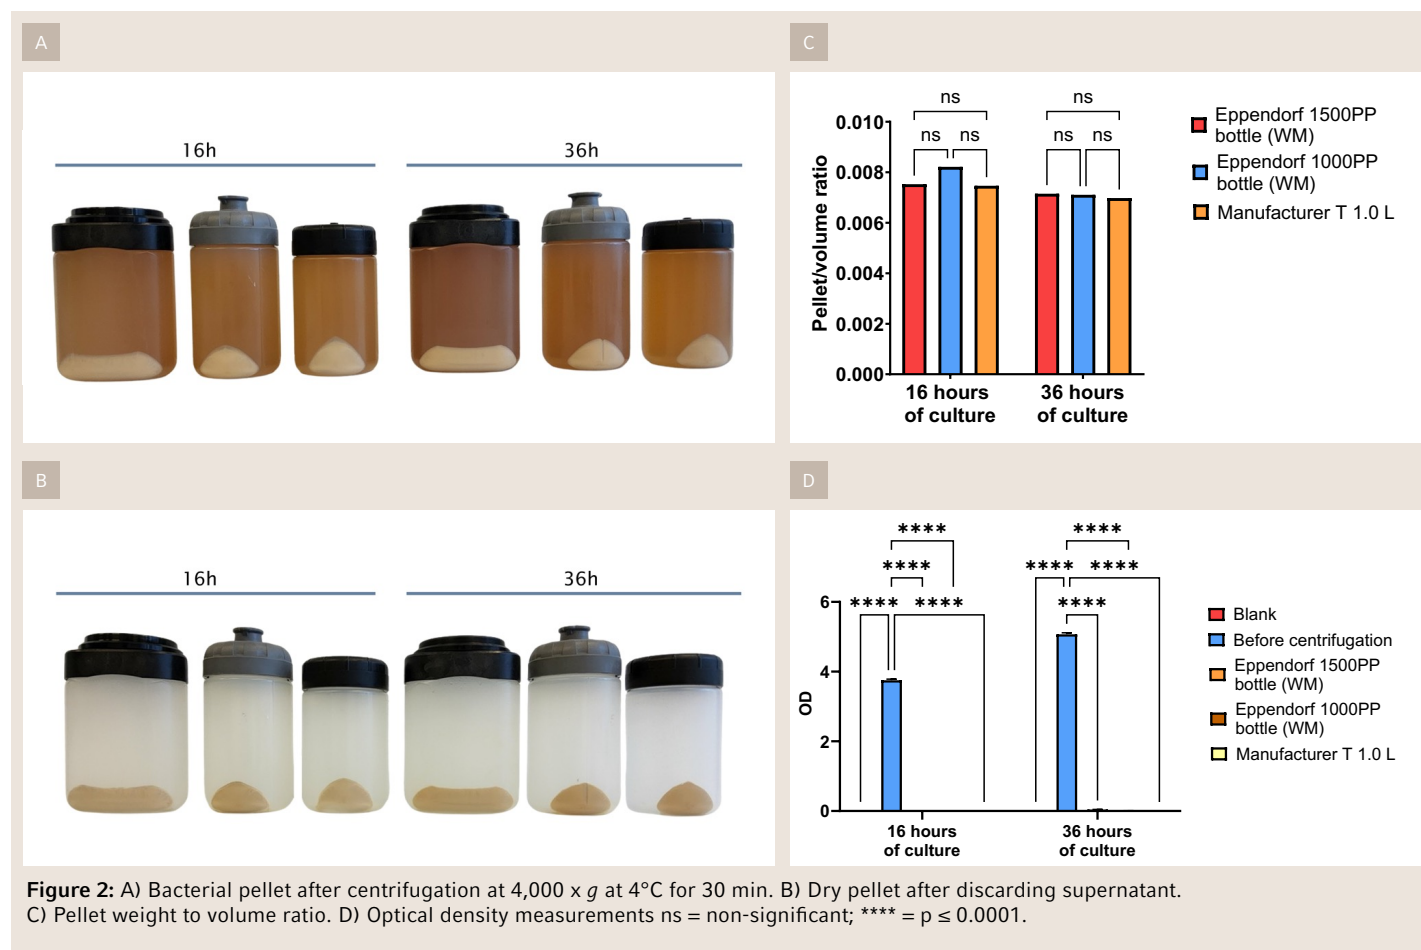 A
16h
36h
B
16h
36h
C
ns
ns
ns
ns
ns
ns
0.010
0.008
0.006
0.004
0.002
0.000
Pellet/volume ratio
16 hours
of culture
36 hours
of culture
Eppendorf 1500PP
bottle (WM)
Eppendorf 1000PP
bottle (WM)
Manufacturer T 1.0 L
D
****
****
****
****
****
****
****
****
6
4
2
0
OD
16 hours
of culture
36 hours
of culture
Blank
Before centrifugation
Eppendorf 1500PP
bottle (WM)
Eppendorf 1000PP
bottle (WM)
Manufacturer T 1.0 L
Figure 2: A) Bacterial pellet after centrifugation at 4,000 x g at 4°C for 30 min. B) Dry pellet after discarding supernatant.
C) Pellet weight to volume ratio. D) Optical density measurements ns = non-significant; **** = p ≤ 0.0001.